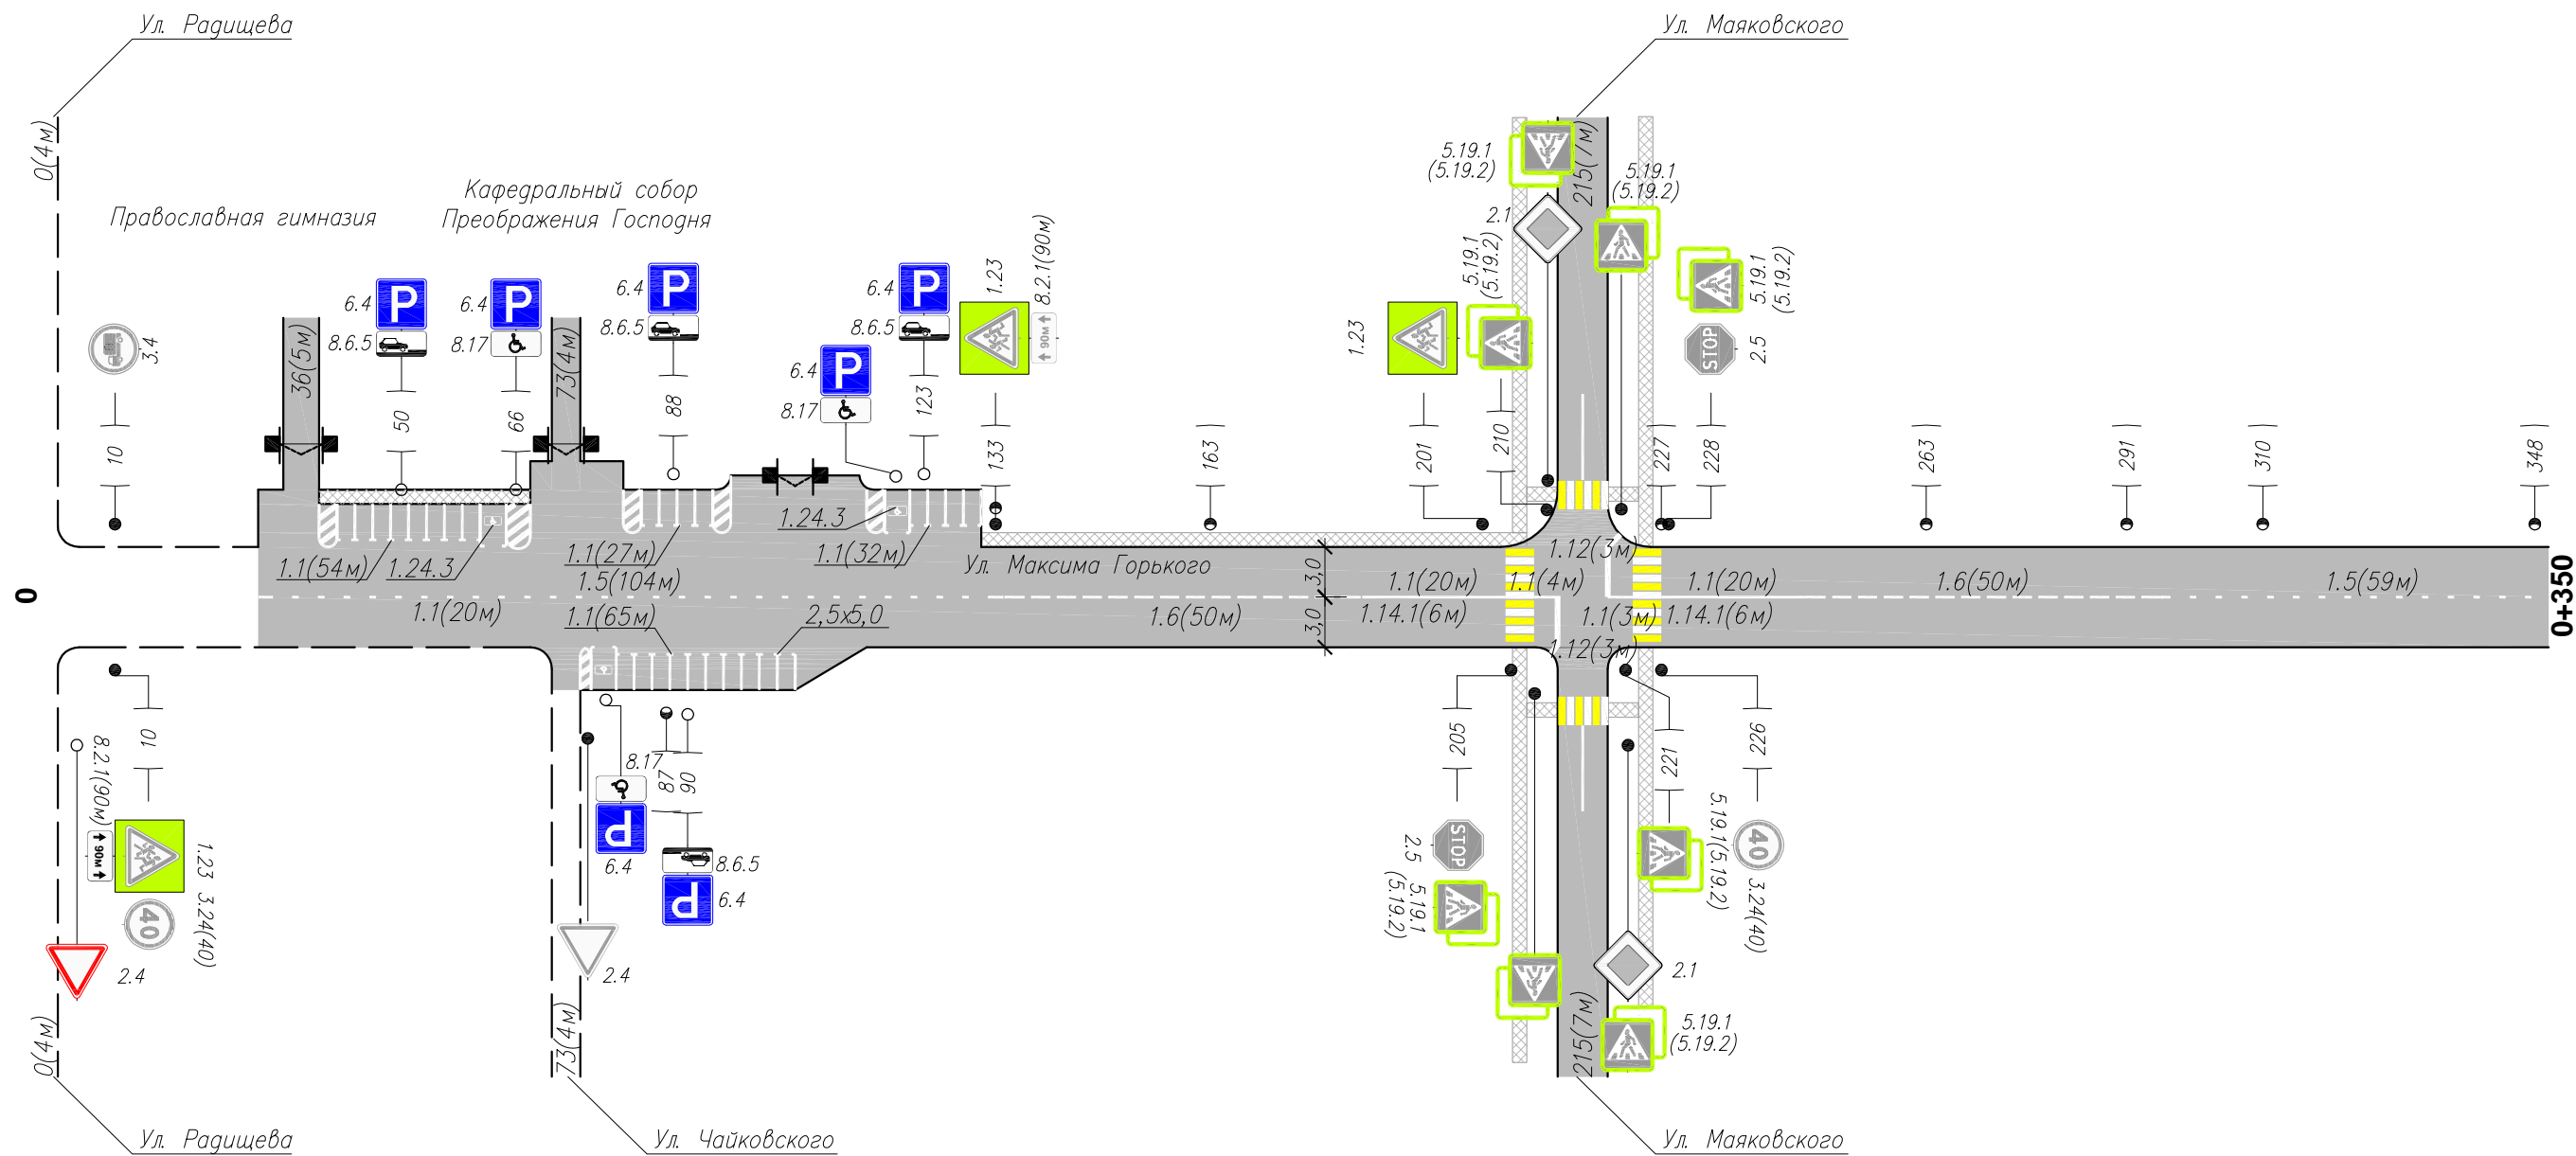 Ул. Радищева
Ул. Маяковского
0(4м)
215(7м)
5.19.1
(5.19.2)
5.19.1
(5.19.2)
Кафедральный собор
Преображения Господня
Православная гимназия
2.1
5.19.1
(5.19.2)
5.19.1
(5.19.2)
1.23
8.2.1(90м)
90м
6.4
8.6.5
6.4
8.17
6.4
8.6.5
6.4
8.6.5
6.4
8.17
P
P
P
P
P
3.4
1.23
STOP
2.5
36(5м)
73(4м)
10
50
66
88
123
133
163
201
210
227
228
263
291
310
348
1.24.3
1.1(54м)
1.24.3
1.1(27м)
1.1(32м)
Ул. Максима Горького
1.5(104м)
1.1(20м)
1.1(65м)
2,5x5,0
1.6(50м)
3,0
3,0
1.1(20м)
1.14.1(6м)
1.12(3м)
1.1(4м)
1.1(3м)
1.12(3м)
1.1(20м)
1.14.1(6м)
1.6(50м)
1.5(59м)
0
0+350
10
8.2.1(90м)
90м
1.23
3.24(40)
40
2.4
8.17
87
90
P
6.4
8.6.5
P
6.4
2.4
205
221
226
STOP
2.5
5.19.1
(5.19.2)
5.19.1(5.19.2)
40
3.24(40)
2.1
5.19.1
(5.19.2)
0(4м)
73(4м)
215(7м)
Ул. Радищева
Ул. Чайковского
Ул. Маяковского